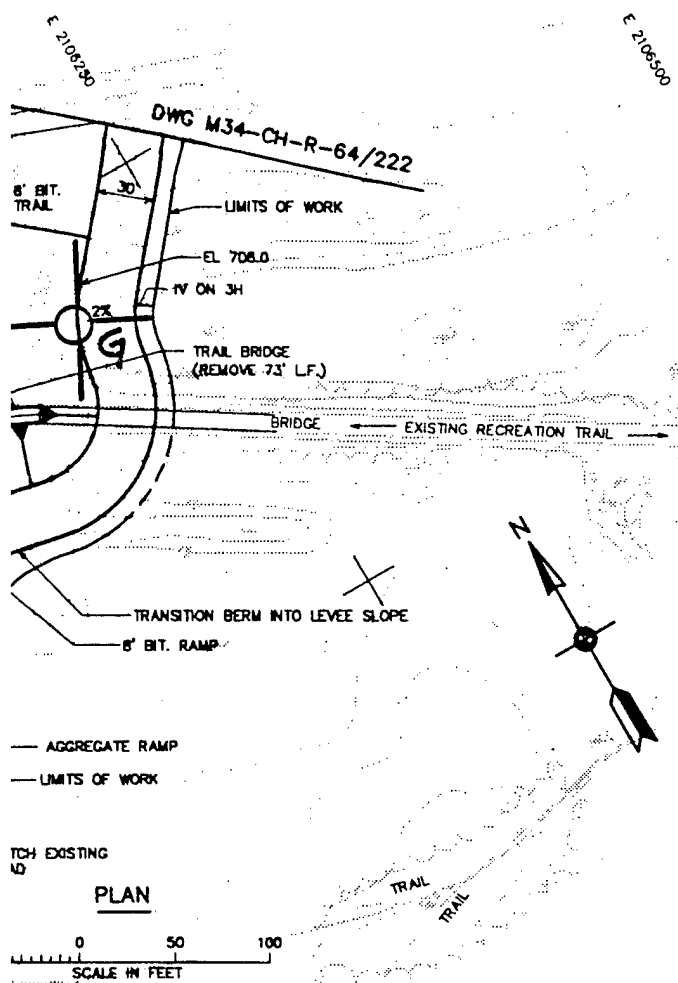 E 2106250
E 2106500
DWG M34-CH-R-64/222
8' BIT.
TRAIL
30'
LIMITS OF WORK
EL 708.0
1V ON 3H
2%
G
TRAIL BRIDGE
(REMOVE 73' L.F.)
BRIDGE
EXISTING RECREATION TRAIL
N
TRANSITION BERM INTO LEVEE SLOPE
8' BIT. RAMP
AGGREGATE RAMP
LIMITS OF WORK
TCH EXISTING
AD
PLAN
TRAIL
TRAIL
0 50 100
SCALE IN FEET